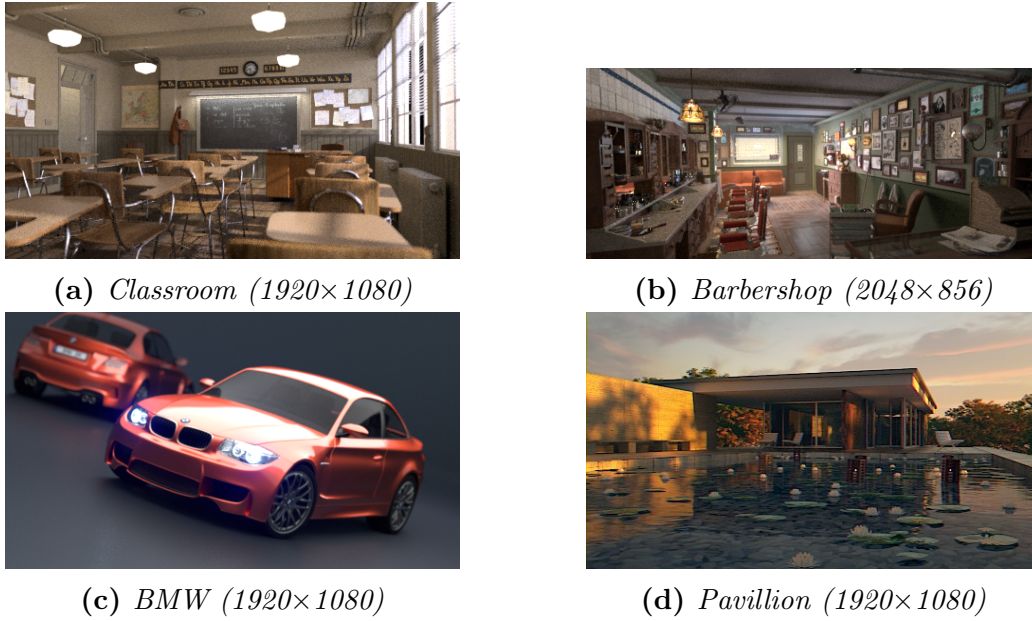 (a) Classroom (1920×1080)
(b) Barbershop (2048×856)
(c) BMW (1920×1080)
(d) Pavillion (1920×1080)